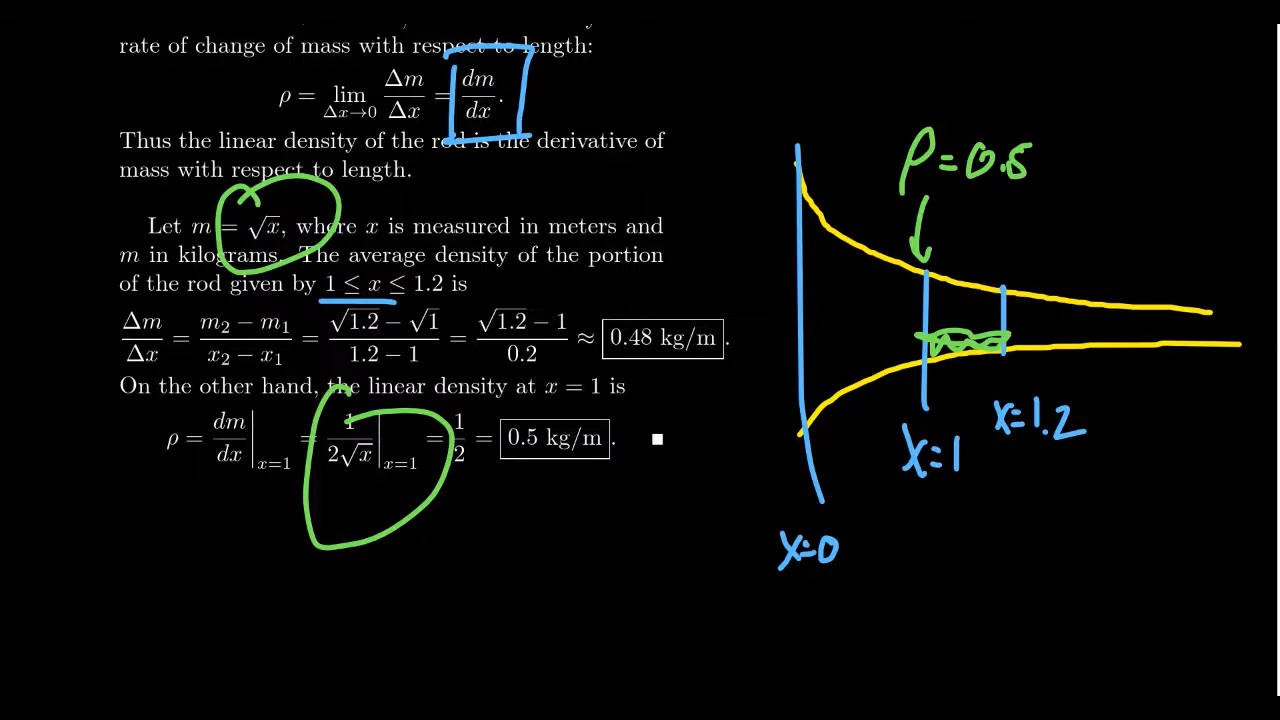 rate of change of mass with respect to length:
ρ = lim Δx→0 Δm/Δx = dm/dx.
Thus the linear density of the rod is the derivative of
mass with respect to length.
Let m = √x, where x is measured in meters and
m in kilograms. The average density of the portion
of the rod given by 1 ≤ x ≤ 1.2 is
Δm/Δx = (m₂ − m₁)/(x₂ − x₁) = (√1.2 − √1)/(1.2 − 1) = (√1.2 − 1)/0.2 ≈ 0.48 kg/m.
On the other hand, the linear density at x = 1 is
ρ = dm/dx |x=1 = 1/(2√x) |x=1 = 1/2 = 0.5 kg/m. ■
ρ=0.5
x=1.2
x=1
x=0